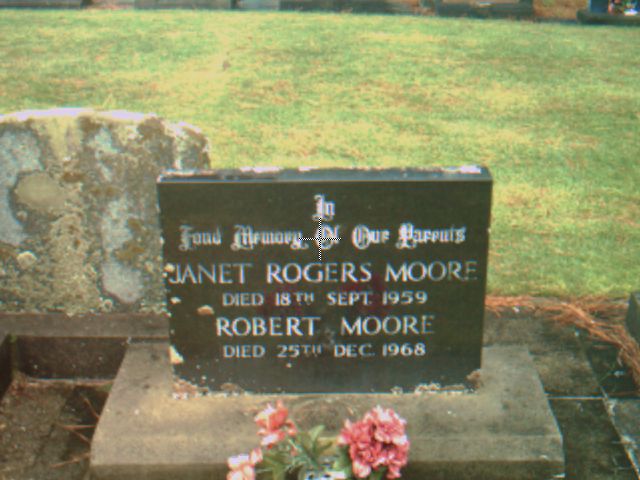 In
Fond Memory Of Our Parents
JANET ROGERS MOORE
DIED 18TH SEPT. 1959
ROBERT MOORE
DIED 25TH DEC. 1968